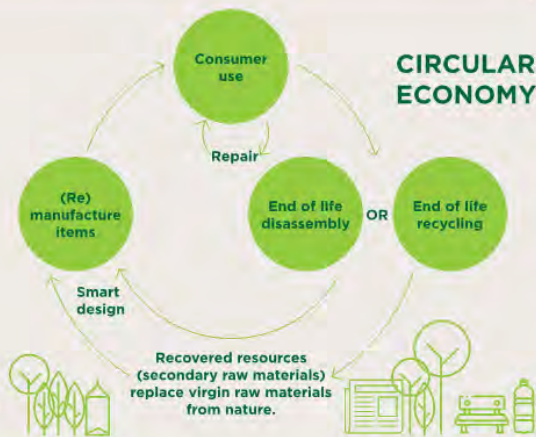 CIRCULAR
ECONOMY
Consumer
use
Repair
(Re)
manufacture
items
End of life
disassembly
OR
End of life
recycling
Smart
design
Recovered resources
(secondary raw materials)
replace virgin raw materials
from nature.